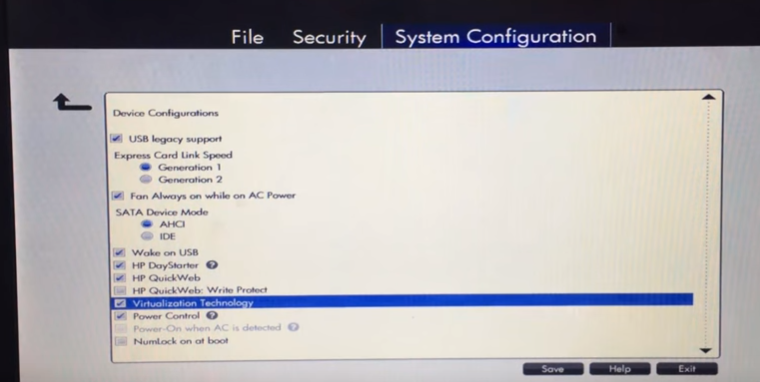 File Security System Configuration
Device Configurations
USB legacy support
Express Card Link Speed
Generation 1
Generation 2
Fan Always on while on AC Power
SATA Device Mode
AHCI
IDE
Wake on USB
HP DayStarter ?
HP QuickWeb
HP QuickWeb: Write Protect
Virtualization Technology
Power Control ?
Power-On when AC is detected ?
NumLock on at boot
Save Help Exit